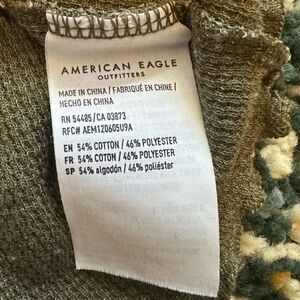 AMERICAN EAGLE
OUTFITTERS
MADE IN CHINA / FABRIQUÉ EN CHINE /
HECHO EN CHINA
RN 54485/CA 03873
RFC# AEM120605U9A
EN 54% COTTON / 46% POLYESTER
FR 54% COTON / 46% POLYESTER
SP 54% algodón / 46% poliéster